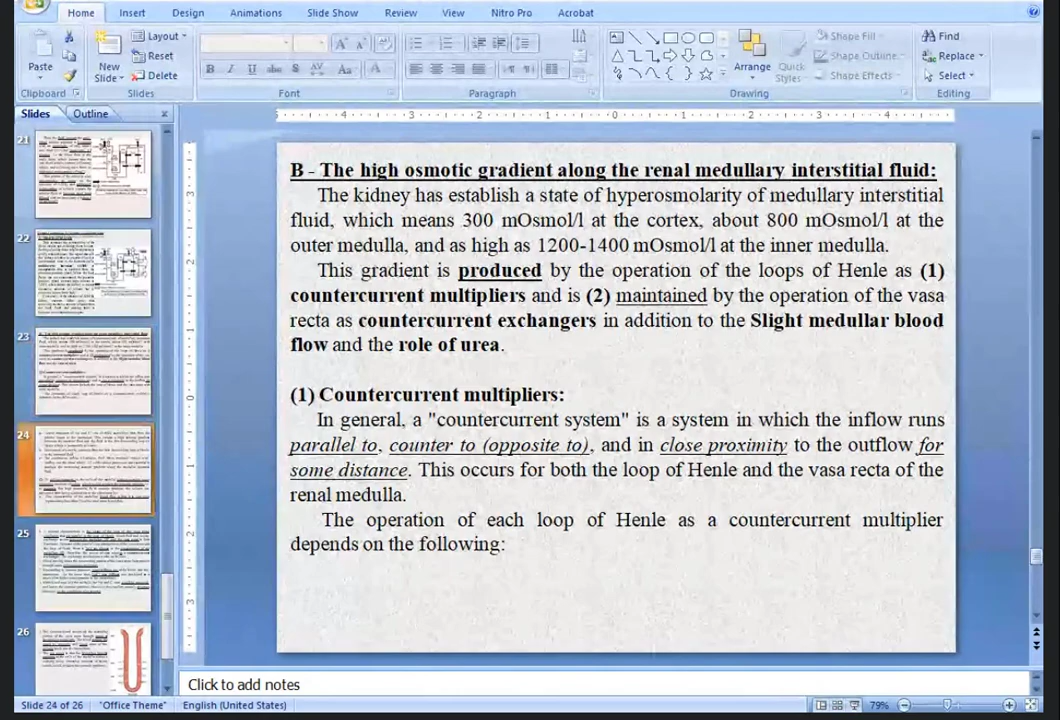 Home Insert Design Animations Slide Show Review View Nitro Pro Acrobat
Paste
New
Slide
Layout
Reset
Delete
B I U abc S AV Aa A
Find
Replace
Select
Arrange
Quick
Styles
Shape Fill
Shape Outline
Shape Effects
Clipboard Slides Font Paragraph Drawing Editing
Slides Outline
21
22
23
24
25
26
B - The high osmotic gradient along the renal medullary interstitial fluid:
The kidney has establish a state of hyperosmolarity of medullary interstitial
fluid, which means 300 mOsmol/l at the cortex, about 800 mOsmol/l at the
outer medulla, and as high as 1200-1400 mOsmol/l at the inner medulla.
This gradient is produced by the operation of the loops of Henle as (1)
countercurrent multipliers and is (2) maintained by the operation of the vasa
recta as countercurrent exchangers in addition to the Slight medullar blood
flow and the role of urea.
(1) Countercurrent multipliers:
In general, a "countercurrent system" is a system in which the inflow runs
parallel to, counter to (opposite to), and in close proximity to the outflow for
some distance. This occurs for both the loop of Henle and the vasa recta of the
renal medulla.
The operation of each loop of Henle as a countercurrent multiplier
depends on the following:
Click to add notes
Slide 24 of 26 "Office Theme" English (United States) 79%